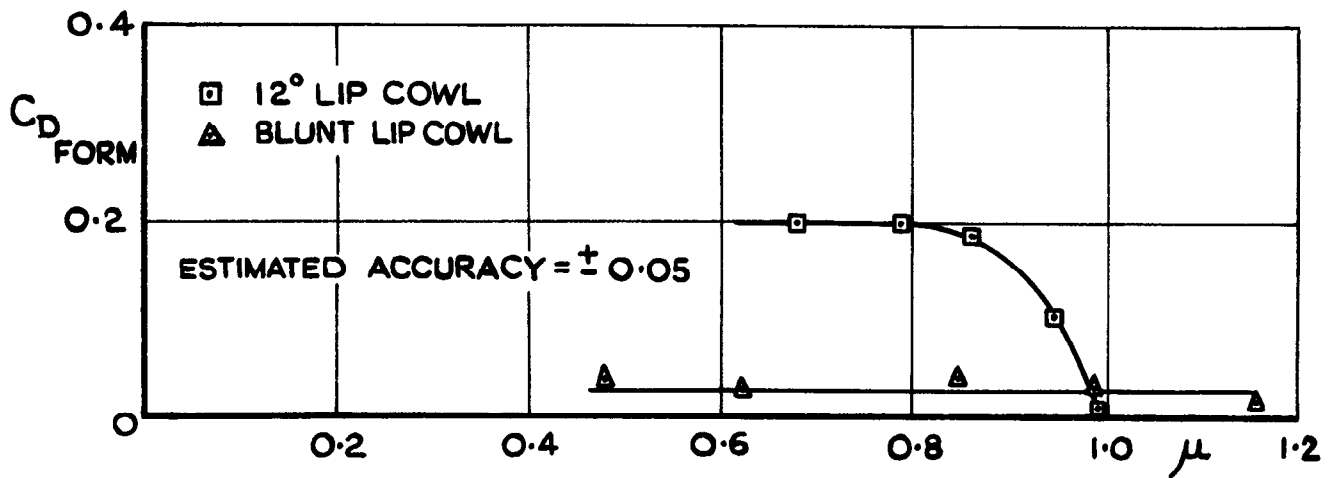 0·4
C_D FORM
12° LIP COWL
BLUNT LIP COWL
0·2
ESTIMATED ACCURACY = ± 0·05
0
0·2 0·4 0·6 0·8 1·0 μ 1·2